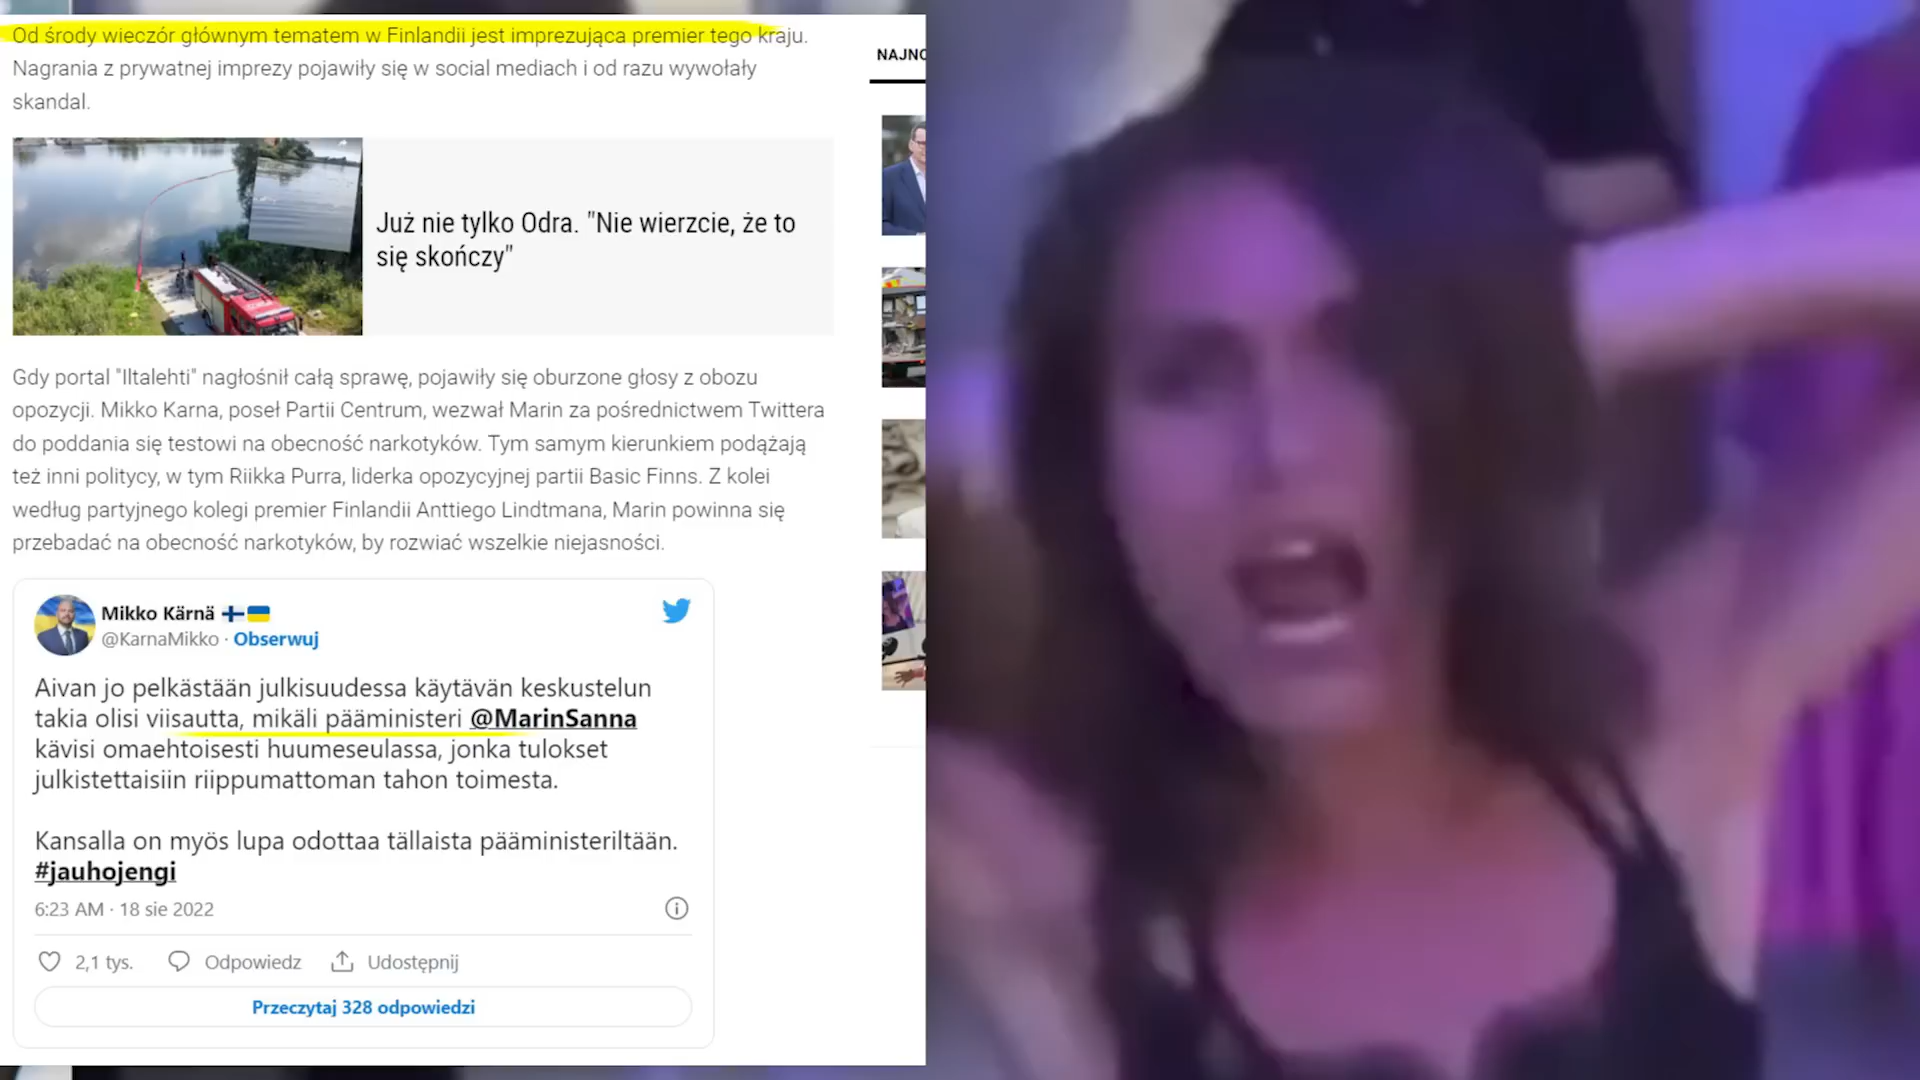 Od środy wieczór głównym tematem w Finlandii jest imprezująca premier tego kraju.
Nagrania z prywatnej imprezy pojawiły się w social mediach i od razu wywołały
skandal.
Już nie tylko Odra. "Nie wierzcie, że to
się skończy"
Gdy portal "Iltalehti" nagłośnił całą sprawę, pojawiły się oburzone głosy z obozu
opozycji. Mikko Karna, poseł Partii Centrum, wezwał Marin za pośrednictwem Twittera
do poddania się testowi na obecność narkotyków. Tym samym kierunkiem podążają
też inni politycy, w tym Riikka Purra, liderka opozycyjnej partii Basic Finns. Z kolei
według partyjnego kolegi premier Finlandii Anttiego Lindtmana, Marin powinna się
przebadać na obecność narkotyków, by rozwiać wszelkie niejasności.
Mikko Kärnä
@KarnaMikko · Obserwuj
Aivan jo pelkästään julkisuudessa käytävän keskustelun
takia olisi viisautta, mikäli pääministeri @MarinSanna
kävisi omaehtoisesti huumeseulassa, jonka tulokset
julkistettaisiin riippumattoman tahon toimesta.
Kansalla on myös lupa odottaa tällaista pääministeriltään.
#jauhojengi
6:23 AM · 18 sie 2022
2,1 tys. Odpowiedz Udostępnij
Przeczytaj 328 odpowiedzi